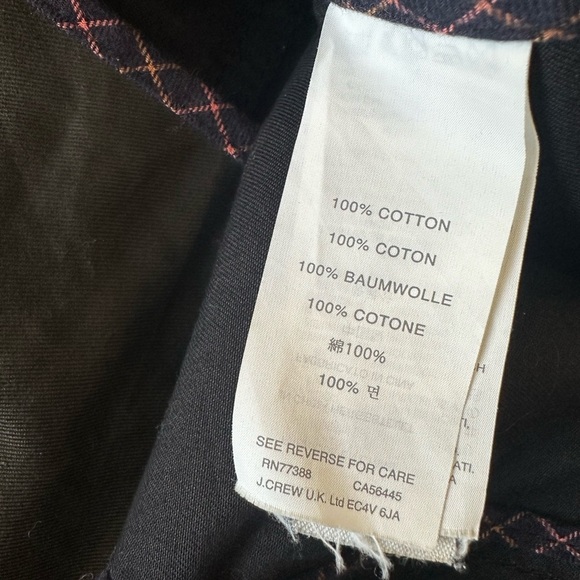 100% COTTON
100% COTON
100% BAUMWOLLE
100% COTONE
綿100%
100% 면
SEE REVERSE FOR CARE
RN77388 CA56445
J.CREW U.K. Ltd EC4V 6JA